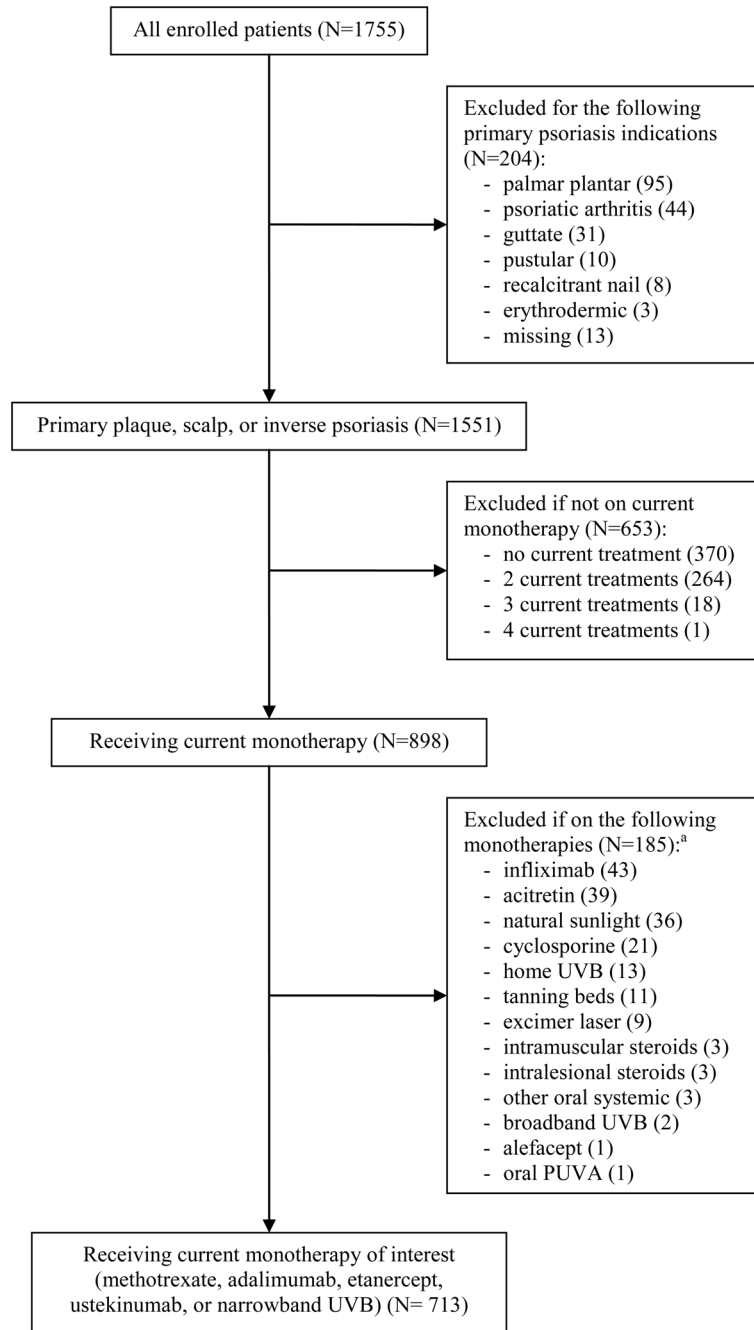 All enrolled patients (N=1755)
Excluded for the following
primary psoriasis indications
(N=204):
- palmar plantar (95)
- psoriatic arthritis (44)
- guttate (31)
- pustular (10)
- recalcitrant nail (8)
- erythrodermic (3)
- missing (13)
Primary plaque, scalp, or inverse psoriasis (N=1551)
Excluded if not on current
monotherapy (N=653):
- no current treatment (370)
- 2 current treatments (264)
- 3 current treatments (18)
- 4 current treatments (1)
Receiving current monotherapy (N=898)
Excluded if on the following
monotherapies (N=185):a
- infliximab (43)
- acitretin (39)
- natural sunlight (36)
- cyclosporine (21)
- home UVB (13)
- tanning beds (11)
- excimer laser (9)
- intramuscular steroids (3)
- intralesional steroids (3)
- other oral systemic (3)
- broadband UVB (2)
- alefacept (1)
- oral PUVA (1)
Receiving current monotherapy of interest
(methotrexate, adalimumab, etanercept,
ustekinumab, or narrowband UVB) (N= 713)